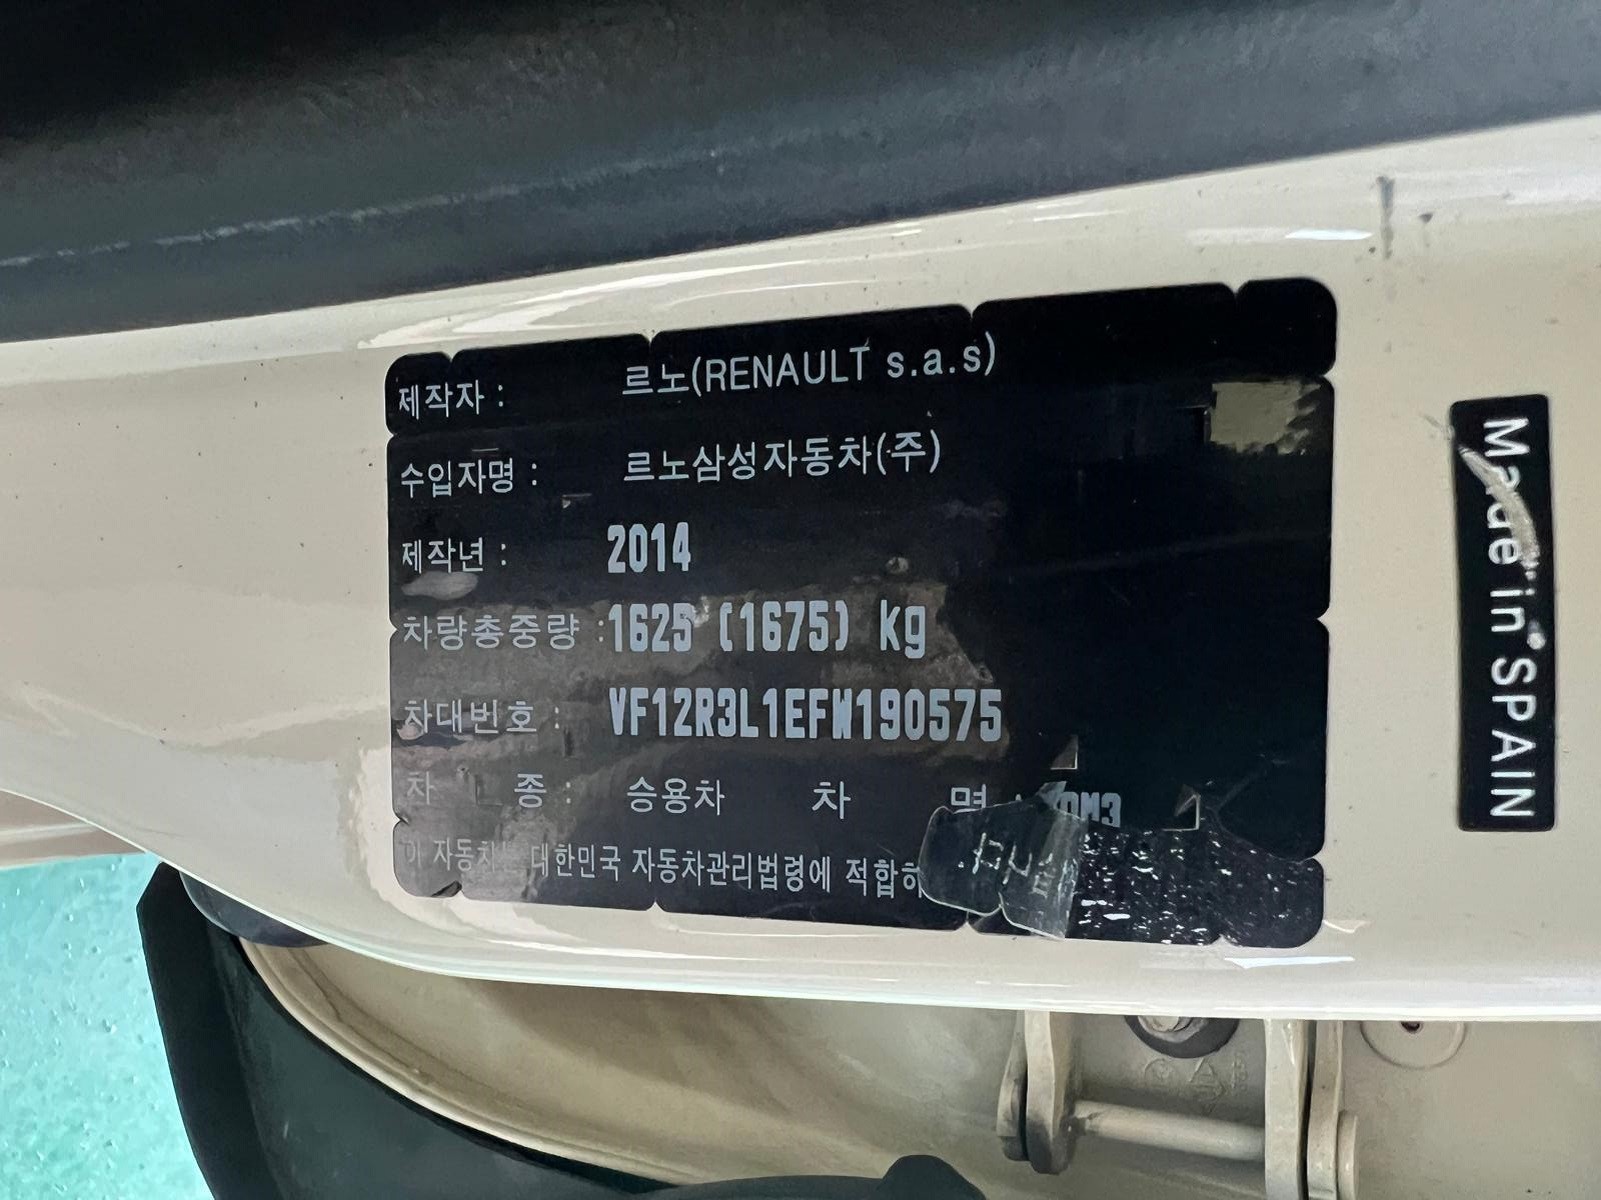 제작자 : 르노(RENAULT s.a.s)
수입자명 : 르노삼성자동차(주)
제작년 : 2014
차량총중량 : 1625 (1675) kg
차대번호 : VF12R3L1EFW190575
차 종 : 승용차 차 명 : QM3
이 자동차는 대한민국 자동차관리법령에 적합하
Made in SPAIN